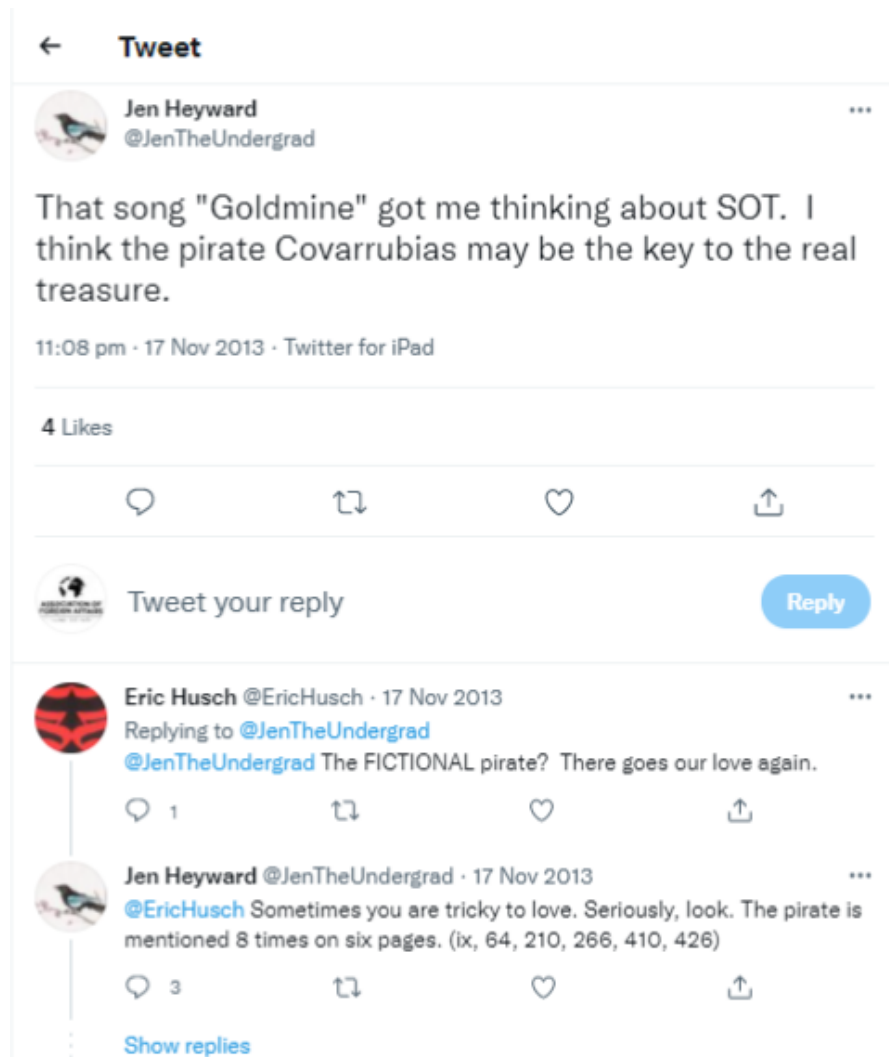 Tweet
Jen Heyward
@JenTheUndergrad
That song "Goldmine" got me thinking about SOT. I
think the pirate Covarrubias may be the key to the real
treasure.
11:08 pm · 17 Nov 2013 · Twitter for iPad
4 Likes
ASSOCIATION OF
FOREIGN AFFAIRS
Tweet your reply
Reply
Eric Husch @EricHusch · 17 Nov 2013
Replying to @JenTheUndergrad
@JenTheUndergrad The FICTIONAL pirate? There goes our love again.
1
Jen Heyward @JenTheUndergrad · 17 Nov 2013
@EricHusch Sometimes you are tricky to love. Seriously, look. The pirate is
mentioned 8 times on six pages. (ix, 64, 210, 266, 410, 426)
3
Show replies